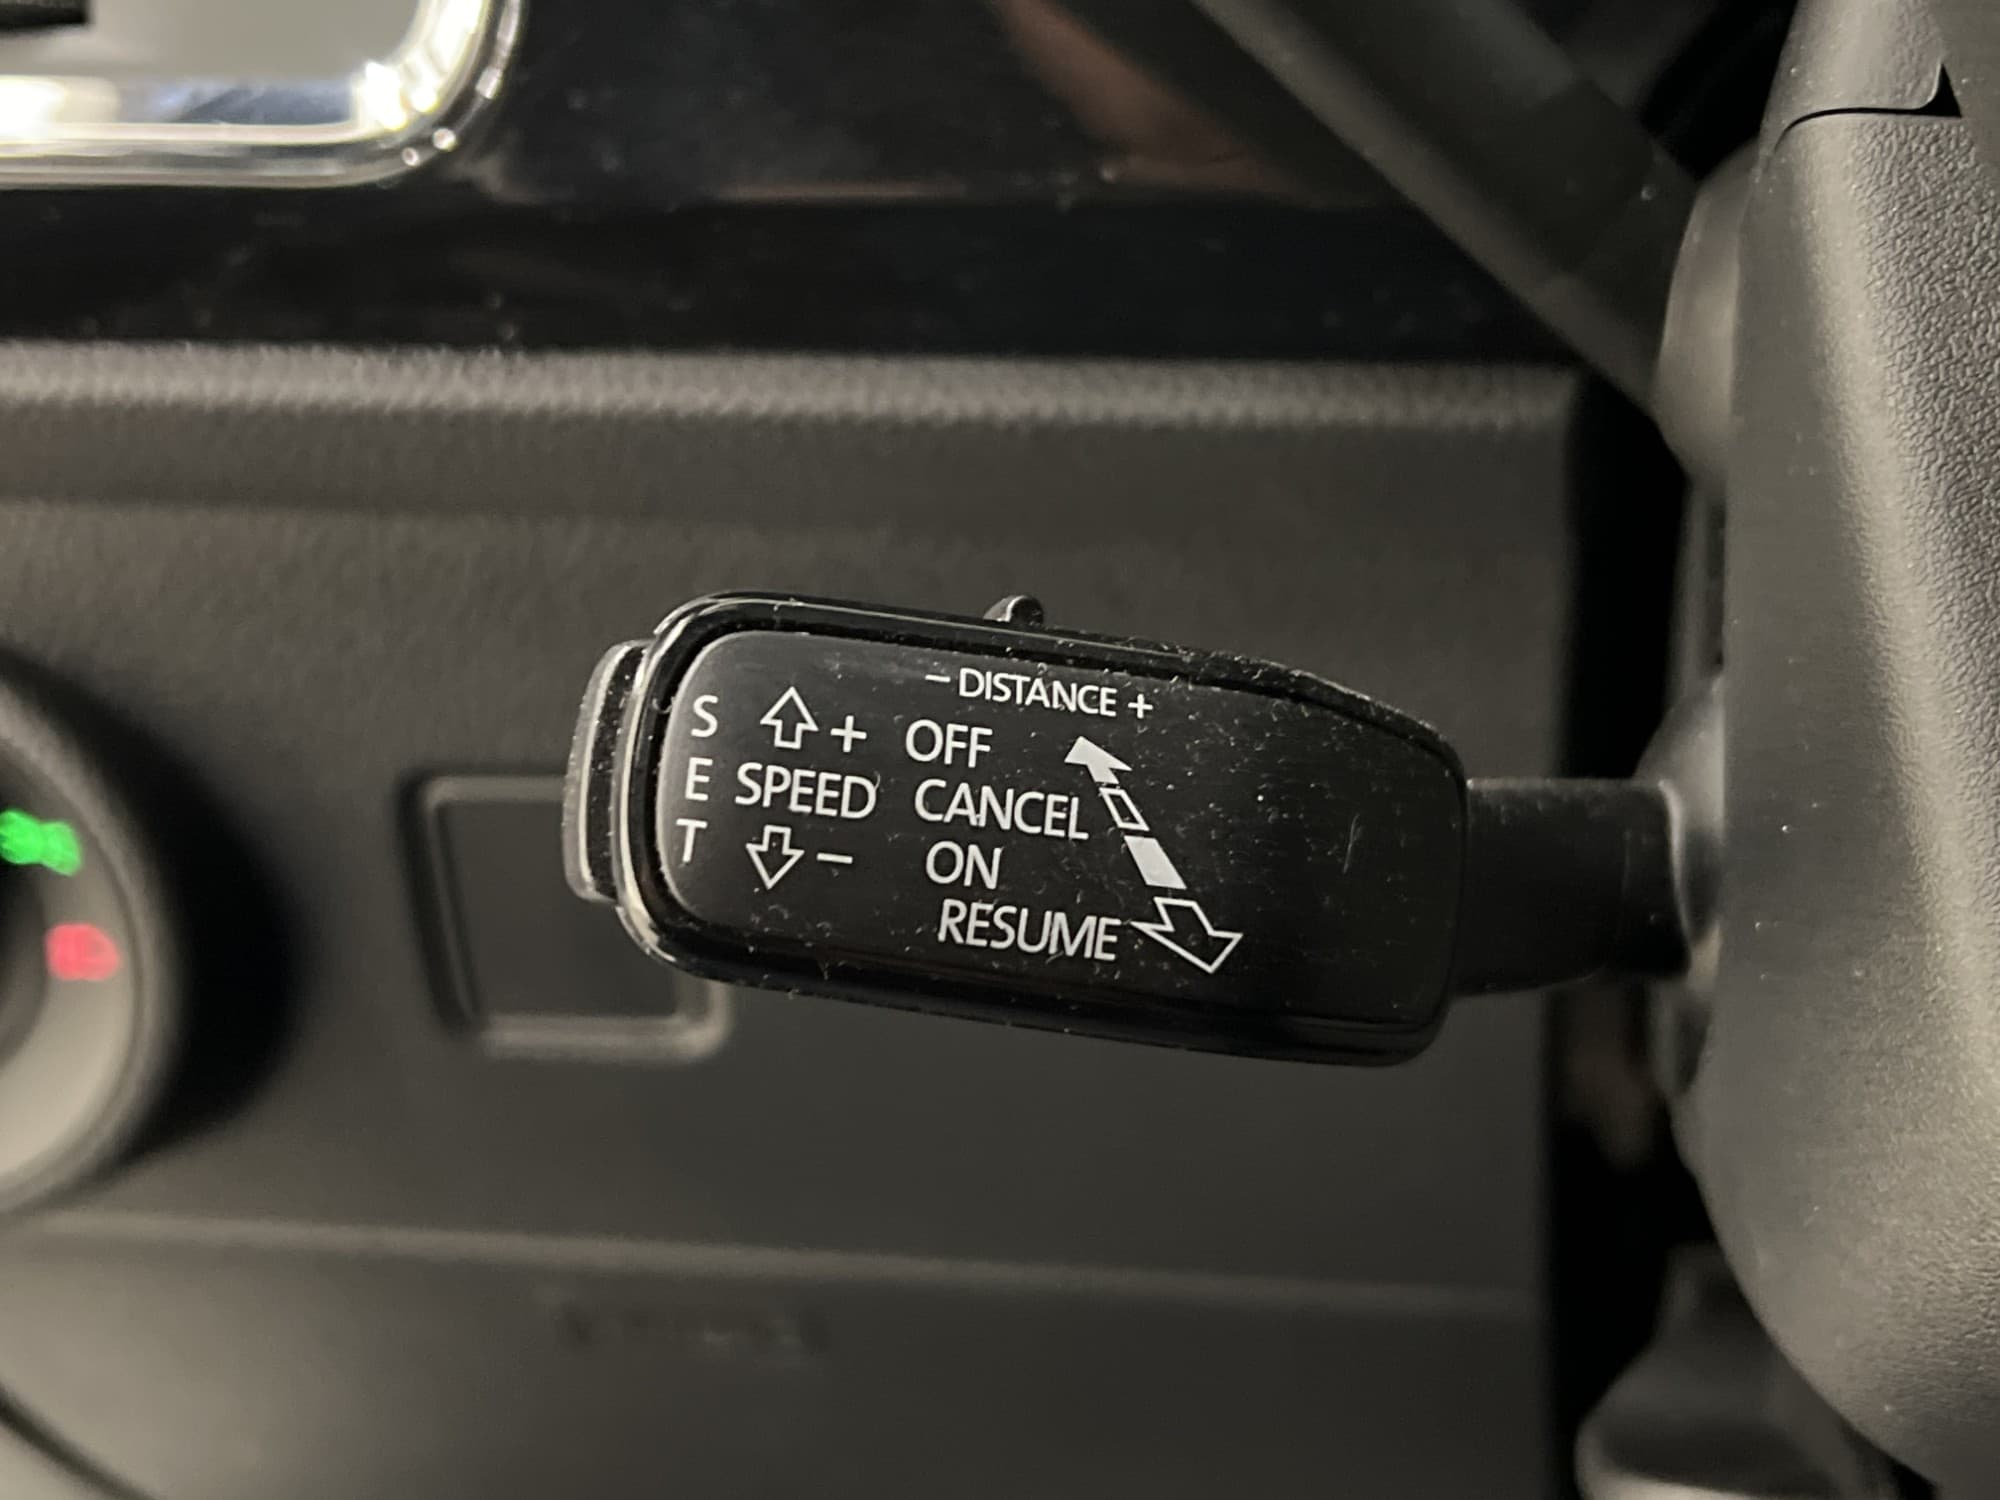 − DISTANCE +
S + OFF
E SPEED CANCEL
T − ON
RESUME